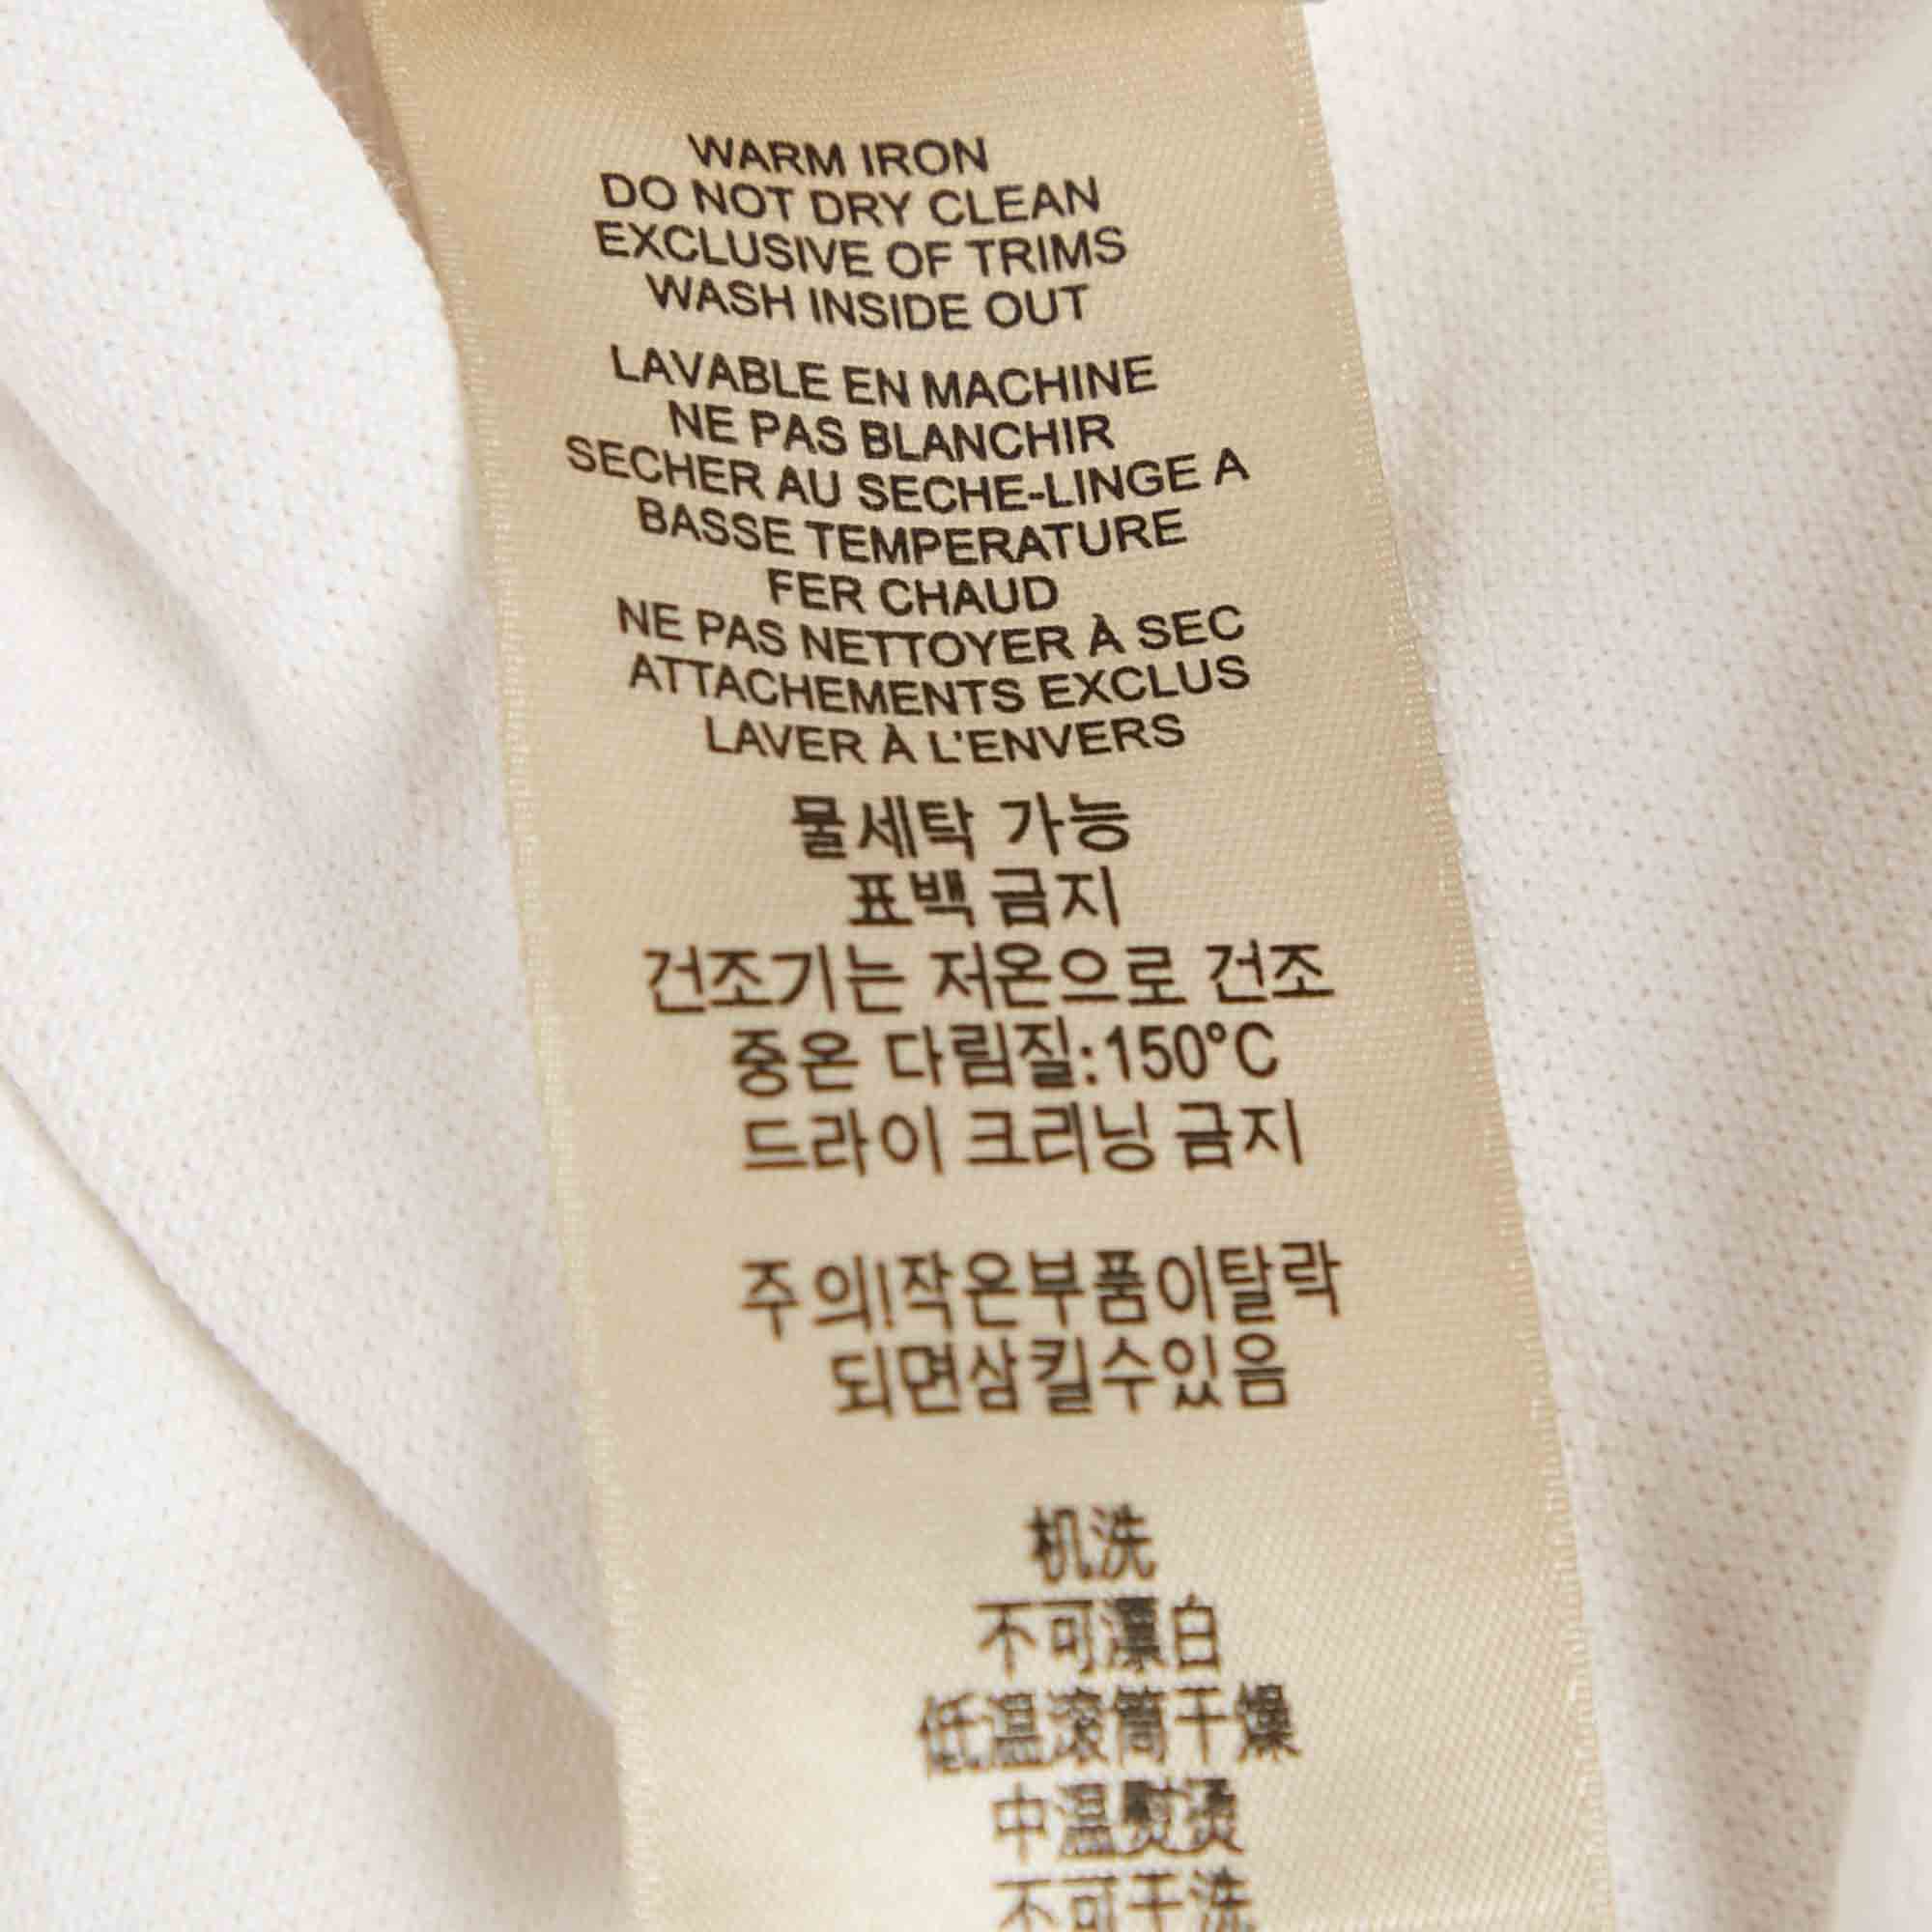 WARM IRON
DO NOT DRY CLEAN
EXCLUSIVE OF TRIMS
WASH INSIDE OUT
LAVABLE EN MACHINE
NE PAS BLANCHIR
SECHER AU SECHE-LINGE A
BASSE TEMPERATURE
FER CHAUD
NE PAS NETTOYER À SEC
ATTACHEMENTS EXCLUS
LAVER À L'ENVERS
물세탁 가능
표백 금지
건조기는 저온으로 건조
중온 다림질:150°C
드라이 크리닝 금지
주의!작은부품이탈락
되면삼킬수있음
机洗
不可漂白
低温滚筒干燥
中温熨烫
不可干洗